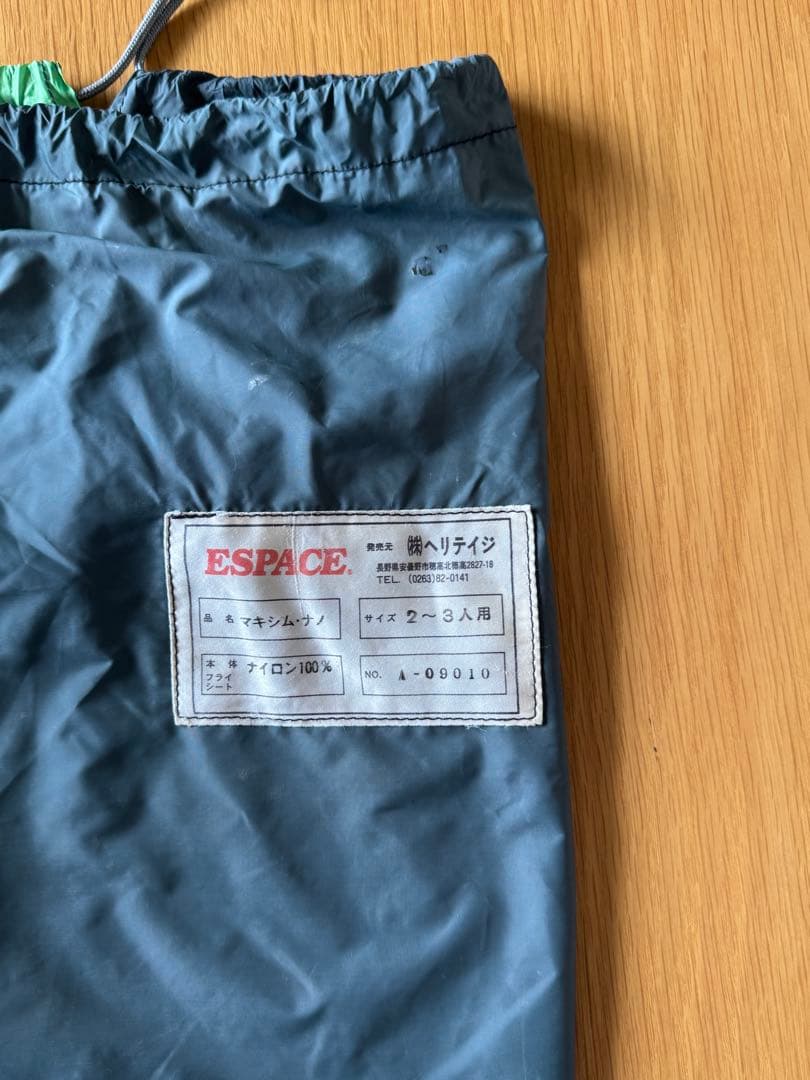 ESPACE®
発売元 ㈱ヘリテイジ
長野県安曇野市穂高北穂高2827-18
TEL. (0263)82-0141
品名 マキシム・ナノ
サイズ 2～3人用
本体 フライシート ナイロン100%
NO. A-09010